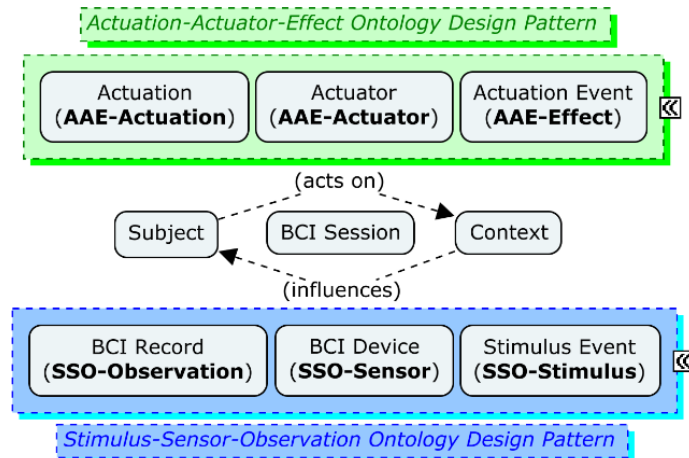 Actuation-Actuator-Effect Ontology Design Pattern
Actuation Actuator Actuation Event
(AAE-Actuation) (AAE-Actuator) (AAE-Effect)
(acts on)
Subject BCI Session Context
(influences)
BCI Record BCI Device Stimulus Event
(SSO-Observation) (SSO-Sensor) (SSO-Stimulus)
Stimulus-Sensor-Observation Ontology Design Pattern